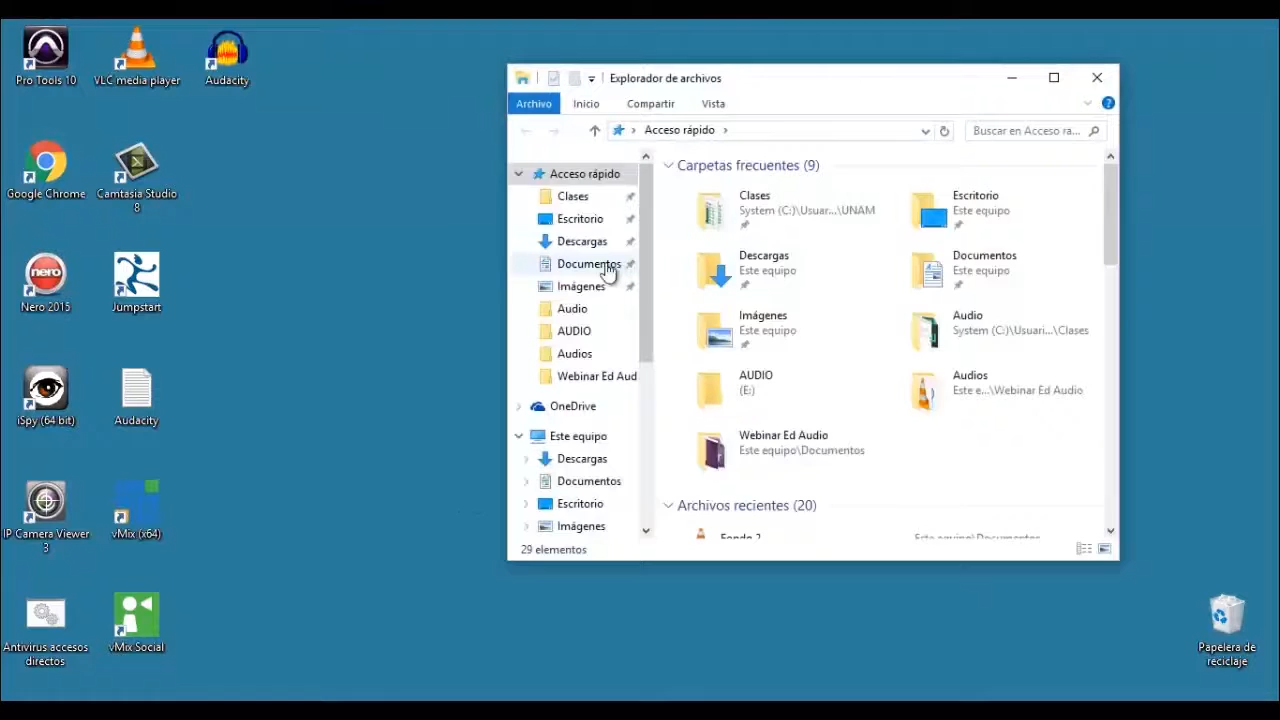 Pro Tools 10
VLC media player
Audacity
Google Chrome
Camtasia Studio
8
Nero 2015
Jumpstart
iSpy (64 bit)
Audacity
IP Camera Viewer
3
vMix (x64)
Antivirus accesos
directos
vMix Social
Explorador de archivos
Archivo
Inicio
Compartir
Vista
Acceso rápido
Buscar en Acceso rá...
Acceso rápido
Clases
Escritorio
Descargas
Documentos
Imágenes
Audio
AUDIO
Audios
Webinar Ed Aud
OneDrive
Este equipo
Descargas
Documentos
Escritorio
Imágenes
Carpetas frecuentes (9)
Clases
System (C:)\Usuar...\UNAM
Escritorio
Este equipo
Descargas
Este equipo
Documentos
Este equipo
Imágenes
Este equipo
Audio
System (C:)\Usuari...\Clases
AUDIO
(E:)
Audios
Este e...\Webinar Ed Audio
Webinar Ed Audio
Este equipo\Documentos
Archivos recientes (20)
Fondo 2
Este equipo\Documentos
29 elementos
Papelera de
reciclaje